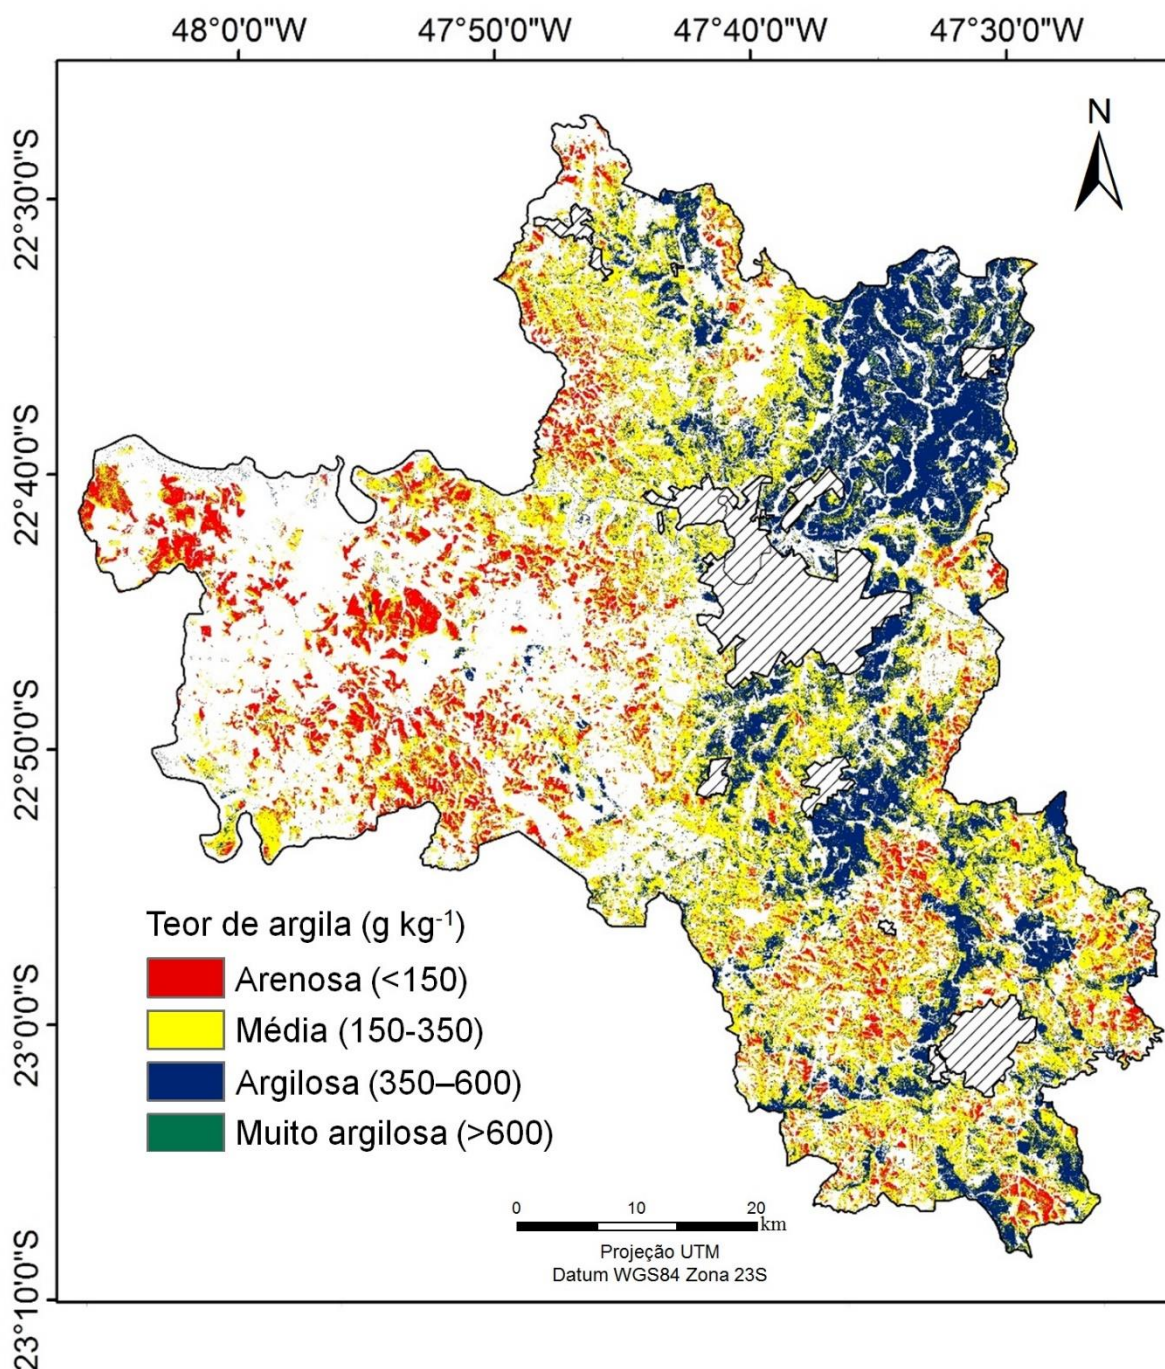 48°0'0"W 47°50'0"W 47°40'0"W 47°30'0"W
N
22°30'0"S
22°40'0"S
22°50'0"S
23°0'0"S
23°10'0"S
Teor de argila (g kg⁻¹)
Arenosa (<150)
Média (150-350)
Argilosa (350–600)
Muito argilosa (>600)
0 10 20
km
Projeção UTM
Datum WGS84 Zona 23S